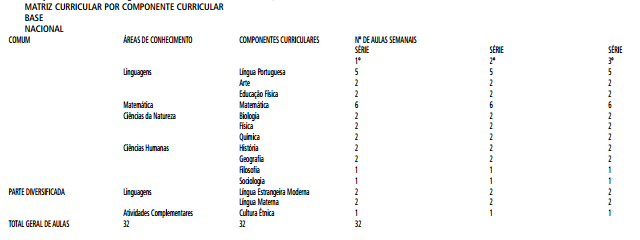 MATRIZ CURRICULAR POR COMPONENTE CURRICULAR
BASE
NACIONAL
COMUM ÁREAS DE CONHECIMENTO COMPONENTES CURRICULARES Nº DE AULAS SEMANAIS
SÉRIE SÉRIE SÉRIE
1ª 2ª 3ª
Linguagens Língua Portuguesa 5 5 5
Arte 2 2 2
Educação Física 2 2 2
Matemática Matemática 6 6 6
Ciências da Natureza Biologia 2 2 2
Física 2 2 2
Química 2 2 2
Ciências Humanas História 2 2 2
Geografia 2 2 2
Filosofia 1 1 1
Sociologia 1 1 1
PARTE DIVERSIFICADA Linguagens Língua Estrangeira Moderna 2 2 2
Língua Materna 2 2 2
Atividades Complementares Cultura Étnica 1 1 1
TOTAL GERAL DE AULAS 32 32 32